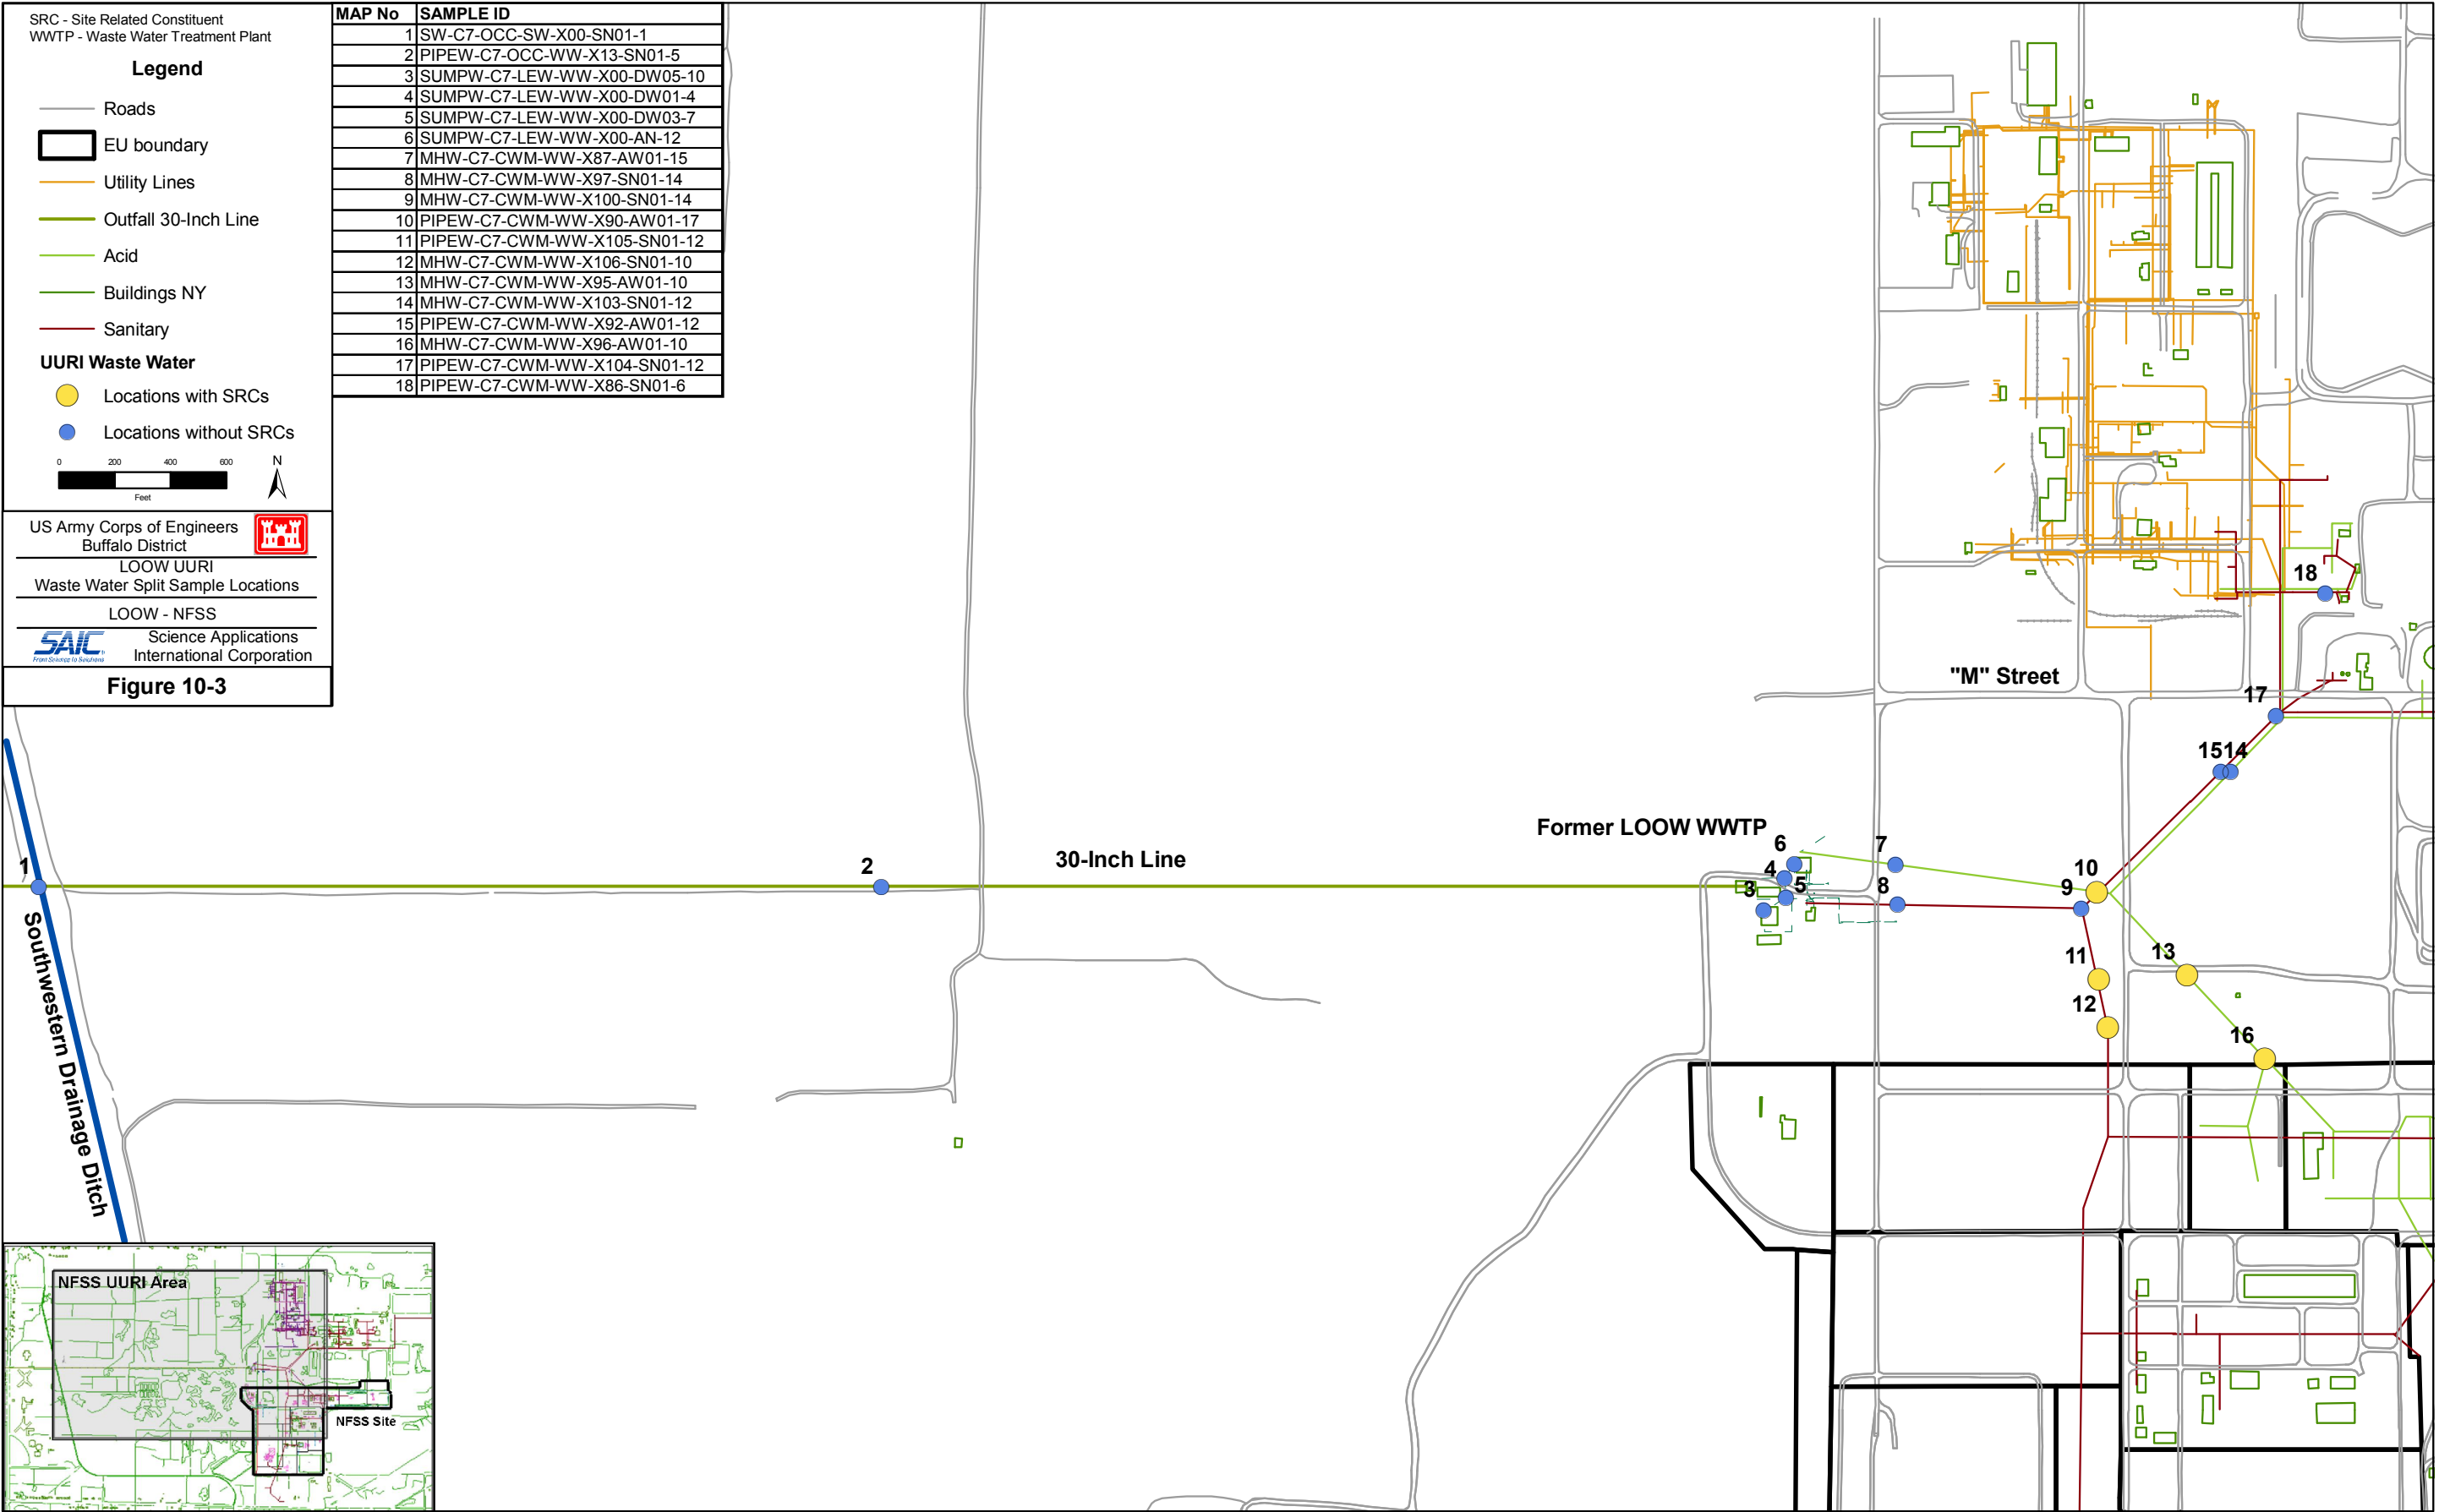 SRC - Site Related Constituent
WWTP - Waste Water Treatment Plant
Legend
Roads
EU boundary
Utility Lines
Outfall 30-Inch Line
Acid
Buildings NY
Sanitary
UURI Waste Water
Locations with SRCs
Locations without SRCs
0 200 400 600
Feet
N
US Army Corps of Engineers
Buffalo District
LOOW UURI
Waste Water Split Sample Locations
LOOW - NFSS
SAIC
From Science to Solutions
Science Applications
International Corporation
Figure 10-3
MAP No SAMPLE ID
1 SW-C7-OCC-SW-X00-SN01-1
2 PIPEW-C7-OCC-WW-X13-SN01-5
3 SUMPW-C7-LEW-WW-X00-DW05-10
4 SUMPW-C7-LEW-WW-X00-DW01-4
5 SUMPW-C7-LEW-WW-X00-DW03-7
6 SUMPW-C7-LEW-WW-X00-AN-12
7 MHW-C7-CWM-WW-X87-AW01-15
8 MHW-C7-CWM-WW-X97-SN01-14
9 MHW-C7-CWM-WW-X100-SN01-14
10 PIPEW-C7-CWM-WW-X90-AW01-17
11 PIPEW-C7-CWM-WW-X105-SN01-12
12 MHW-C7-CWM-WW-X106-SN01-10
13 MHW-C7-CWM-WW-X95-AW01-10
14 MHW-C7-CWM-WW-X103-SN01-12
15 PIPEW-C7-CWM-WW-X92-AW01-12
16 MHW-C7-CWM-WW-X96-AW01-10
17 PIPEW-C7-CWM-WW-X104-SN01-12
18 PIPEW-C7-CWM-WW-X86-SN01-6
18
"M" Street
17
15 14
Former LOOW WWTP
6
7
1
2
30-Inch Line
4
10
3
5
8
9
11
13
12
16
Southwestern Drainage Ditch
NFSS UURI Area
NFSS Site